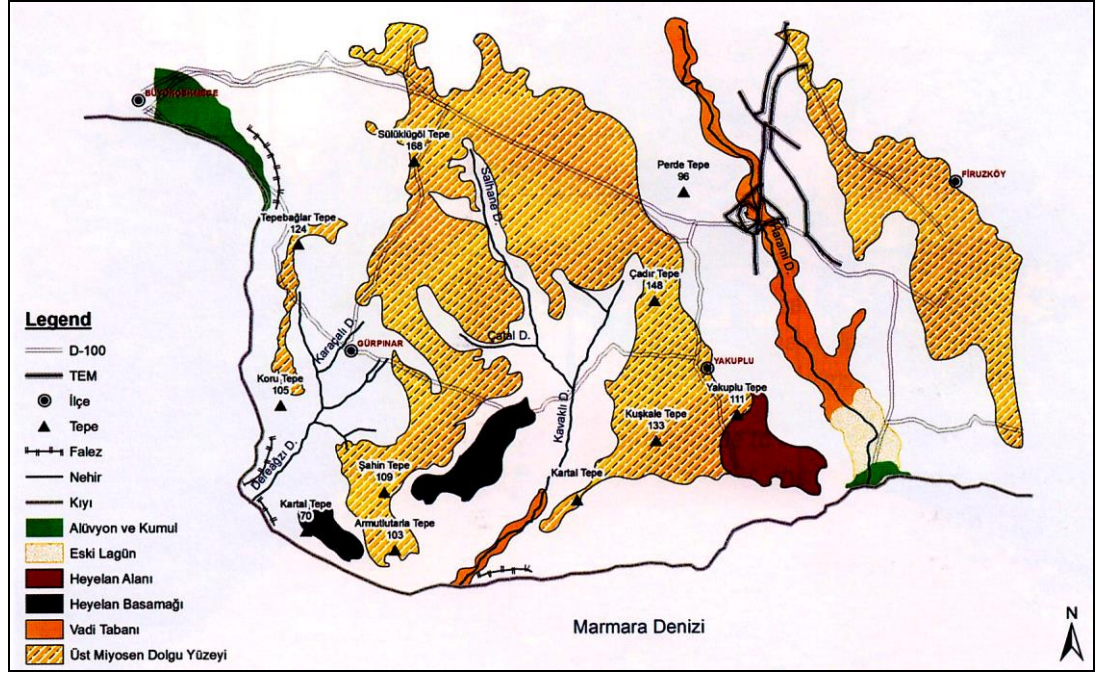 BÜYÜKÇEKMECE
Sülüklügöl Tepe
168
Salhane D.
Perde Tepe
96
FİRUZKÖY
Tepebağlar Tepe
124
Harami D.
Çadır Tepe
148
Karaçalı D.
GÜRPINAR
Çatal D.
YAKUPLU
Koru Tepe
105
Yakuplu Tepe
111
Kavaklı D.
Kuşkale Tepe
133
Dereağzı D.
Şahin Tepe
109
Kartal Tepe
Kartal Tepe
70
Armutlutarla Tepe
103
Marmara Denizi
N
Legend
D-100
TEM
İlçe
Tepe
Falez
Nehir
Kıyı
Alüvyon ve Kumul
Eski Lagün
Heyelan Alanı
Heyelan Basamağı
Vadi Tabanı
Üst Miyosen Dolgu Yüzeyi